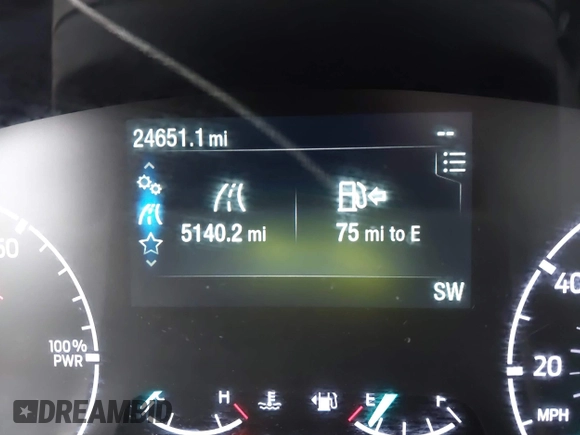 24651.1 mi --
5140.2 mi
75 mi to E
SW
50
100%
PWR
40
20
MPH
H E
E F
DREAMBID